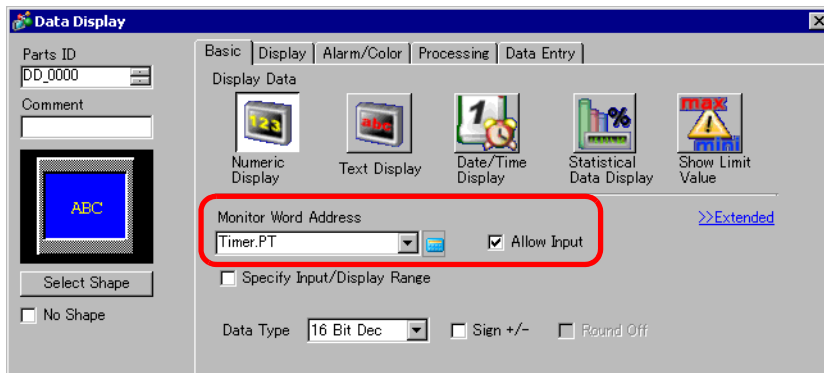 Data Display
Parts ID
DD_0000
Comment
ABC
Select Shape
No Shape
Basic Display Alarm/Color Processing Data Entry
Display Data
123 abc 1 % max mini
Numeric Display
Text Display
Date/Time Display
Statistical Data Display
Show Limit Value
Monitor Word Address
>>Extended
Timer.PT
Allow Input
Specify Input/Display Range
Data Type 16 Bit Dec Sign +/- Round Off